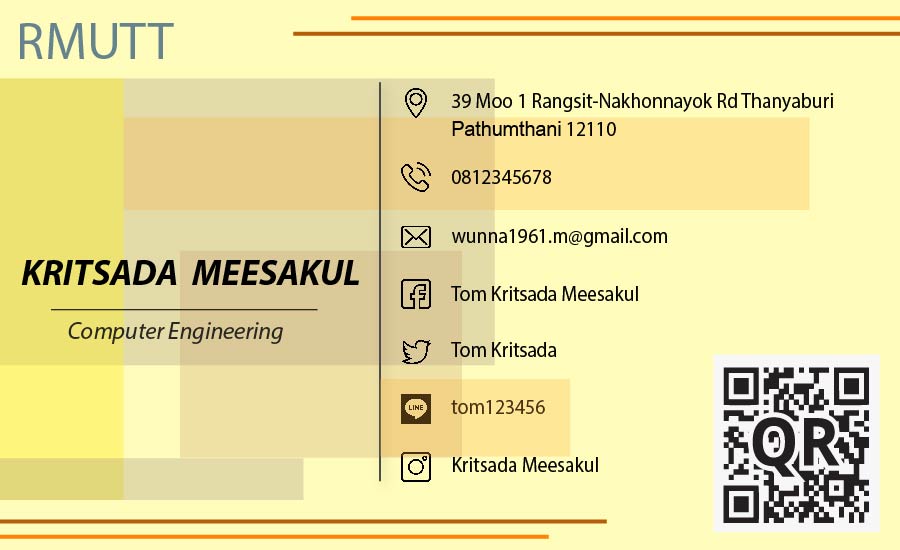 RMUTT
KRITSADA MEESAKUL
Computer Engineering
39 Moo 1 Rangsit-Nakhonnayok Rd Thanyaburi
Pathumthani 12110
0812345678
wunna1961.m@gmail.com
Tom Kritsada Meesakul
Tom Kritsada
LINE
tom123456
Kritsada Meesakul
QR